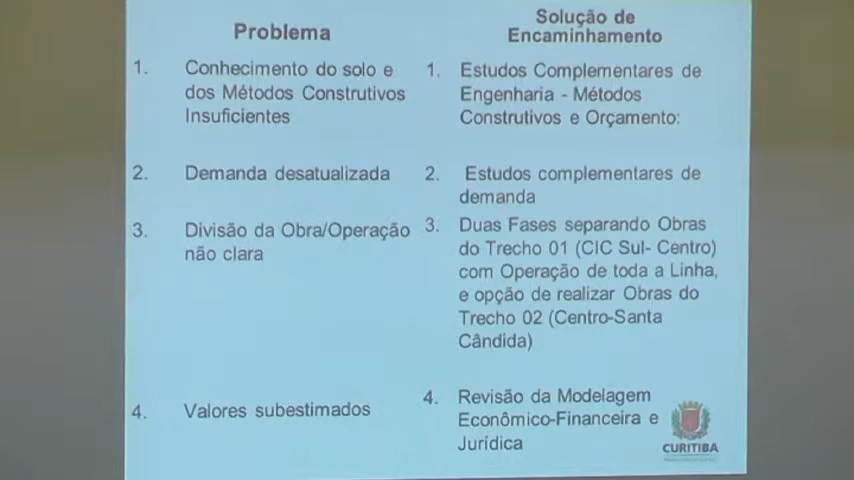 Problema
1. Conhecimento do solo e
dos Métodos Construtivos
Insuficientes
2. Demanda desatualizada
3. Divisão da Obra/Operação
não clara
4. Valores subestimados
Solução de
Encaminhamento
1. Estudos Complementares de
Engenharia - Métodos
Construtivos e Orçamento:
2. Estudos complementares de
demanda
3. Duas Fases separando Obras
do Trecho 01 (CIC Sul- Centro)
com Operação de toda a Linha,
e opção de realizar Obras do
Trecho 02 (Centro-Santa
Cândida)
4. Revisão da Modelagem
Econômico-Financeira e
Jurídica
CURITIBA